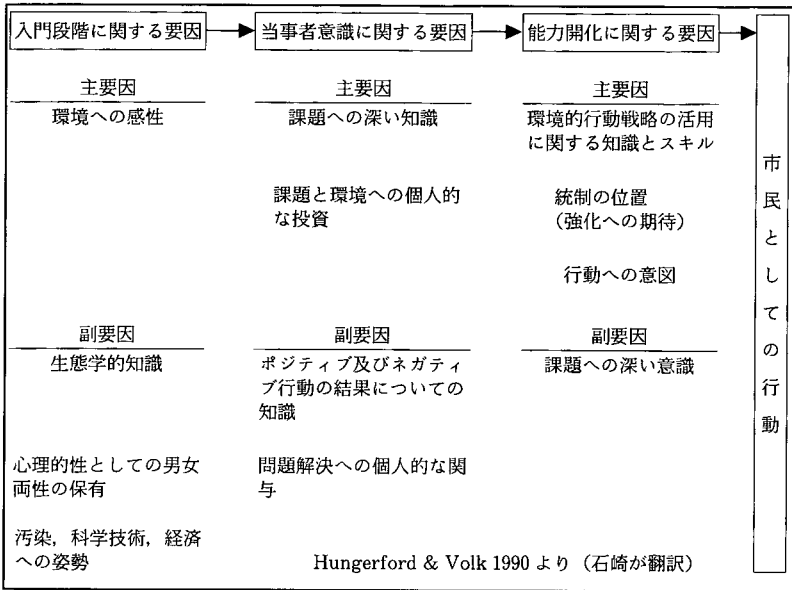 入門段階に関する要因
当事者意識に関する要因
能力開化に関する要因
主要因
環境への感性
主要因
課題への深い知識
課題と環境への個人的
な投資
主要因
環境的行動戦略の活用
に関する知識とスキル
統制の位置
（強化への期待）
行動への意図
副要因
生態学的知識
心理的性としての男女
両性の保有
汚染，科学技術，経済
への姿勢
副要因
ポジティブ及びネガティ
ブ行動の結果についての
知識
問題解決への個人的な関
与
副要因
課題への深い意識
市民としての行動
Hungerford & Volk 1990 より（石崎が翻訳）